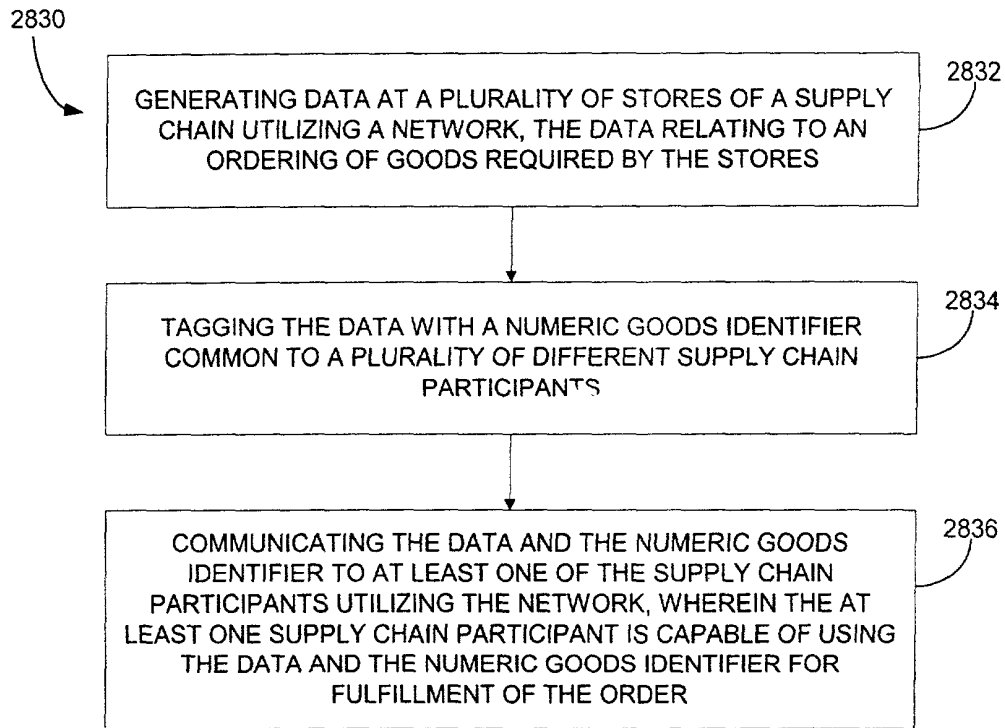 2830
2832
GENERATING DATA AT A PLURALITY OF STORES OF A SUPPLY
CHAIN UTILIZING A NETWORK, THE DATA RELATING TO AN
ORDERING OF GOODS REQUIRED BY THE STORES
2834
TAGGING THE DATA WITH A NUMERIC GOODS IDENTIFIER
COMMON TO A PLURALITY OF DIFFERENT SUPPLY CHAIN
PARTICIPANTS
2836
COMMUNICATING THE DATA AND THE NUMERIC GOODS
IDENTIFIER TO AT LEAST ONE OF THE SUPPLY CHAIN
PARTICIPANTS UTILIZING THE NETWORK, WHEREIN THE AT
LEAST ONE SUPPLY CHAIN PARTICIPANT IS CAPABLE OF USING
THE DATA AND THE NUMERIC GOODS IDENTIFIER FOR
FULFILLMENT OF THE ORDER